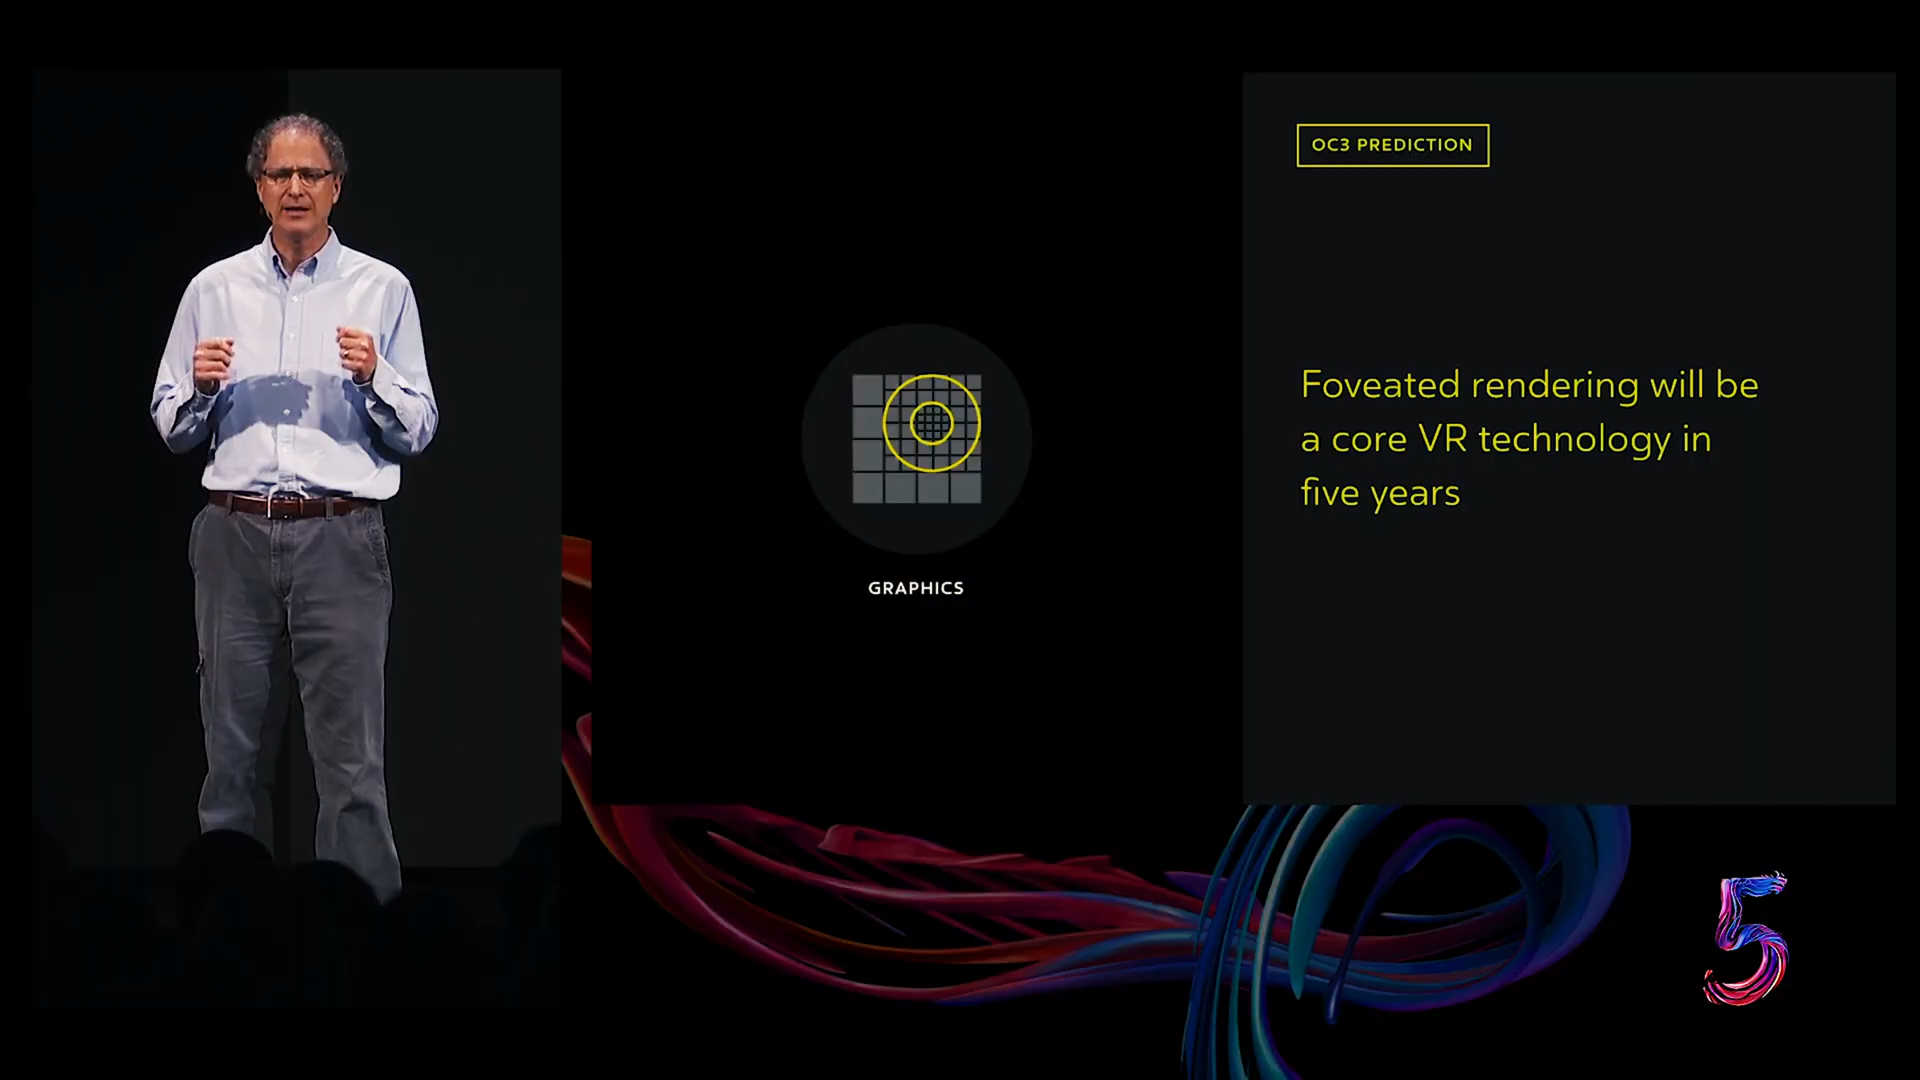 OC3 PREDICTION
Foveated rendering will be
a core VR technology in
five years
GRAPHICS
5